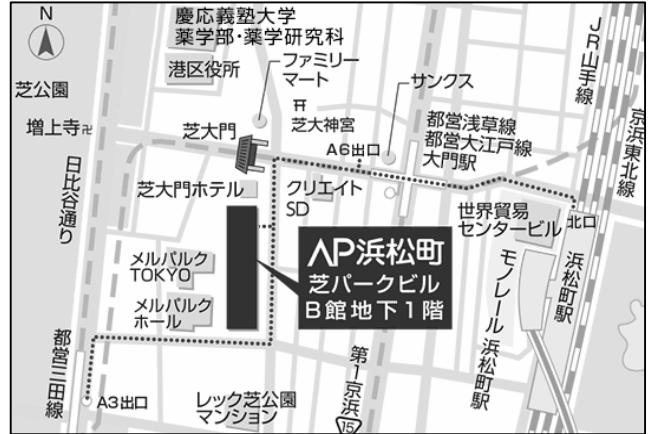 N
慶応義塾大学
薬学部・薬学研究科
港区役所
ファミリー
マート
サンクス
JR山手線
京浜東北線
芝公園
増上寺卍
芝大門
芝大神宮
都営浅草線
都営大江戸線
大門駅
A6出口
日比谷通り
芝大門ホテル
クリエイト
SD
世界貿易
センタービル
北口
AP浜松町
芝パークビル
B館地下1階
メルパルク
TOKYO
メルパルク
ホール
モノレール浜松町駅
浜松町駅
都営三田線
A3出口
レック芝公園
マンション
第1京浜
15